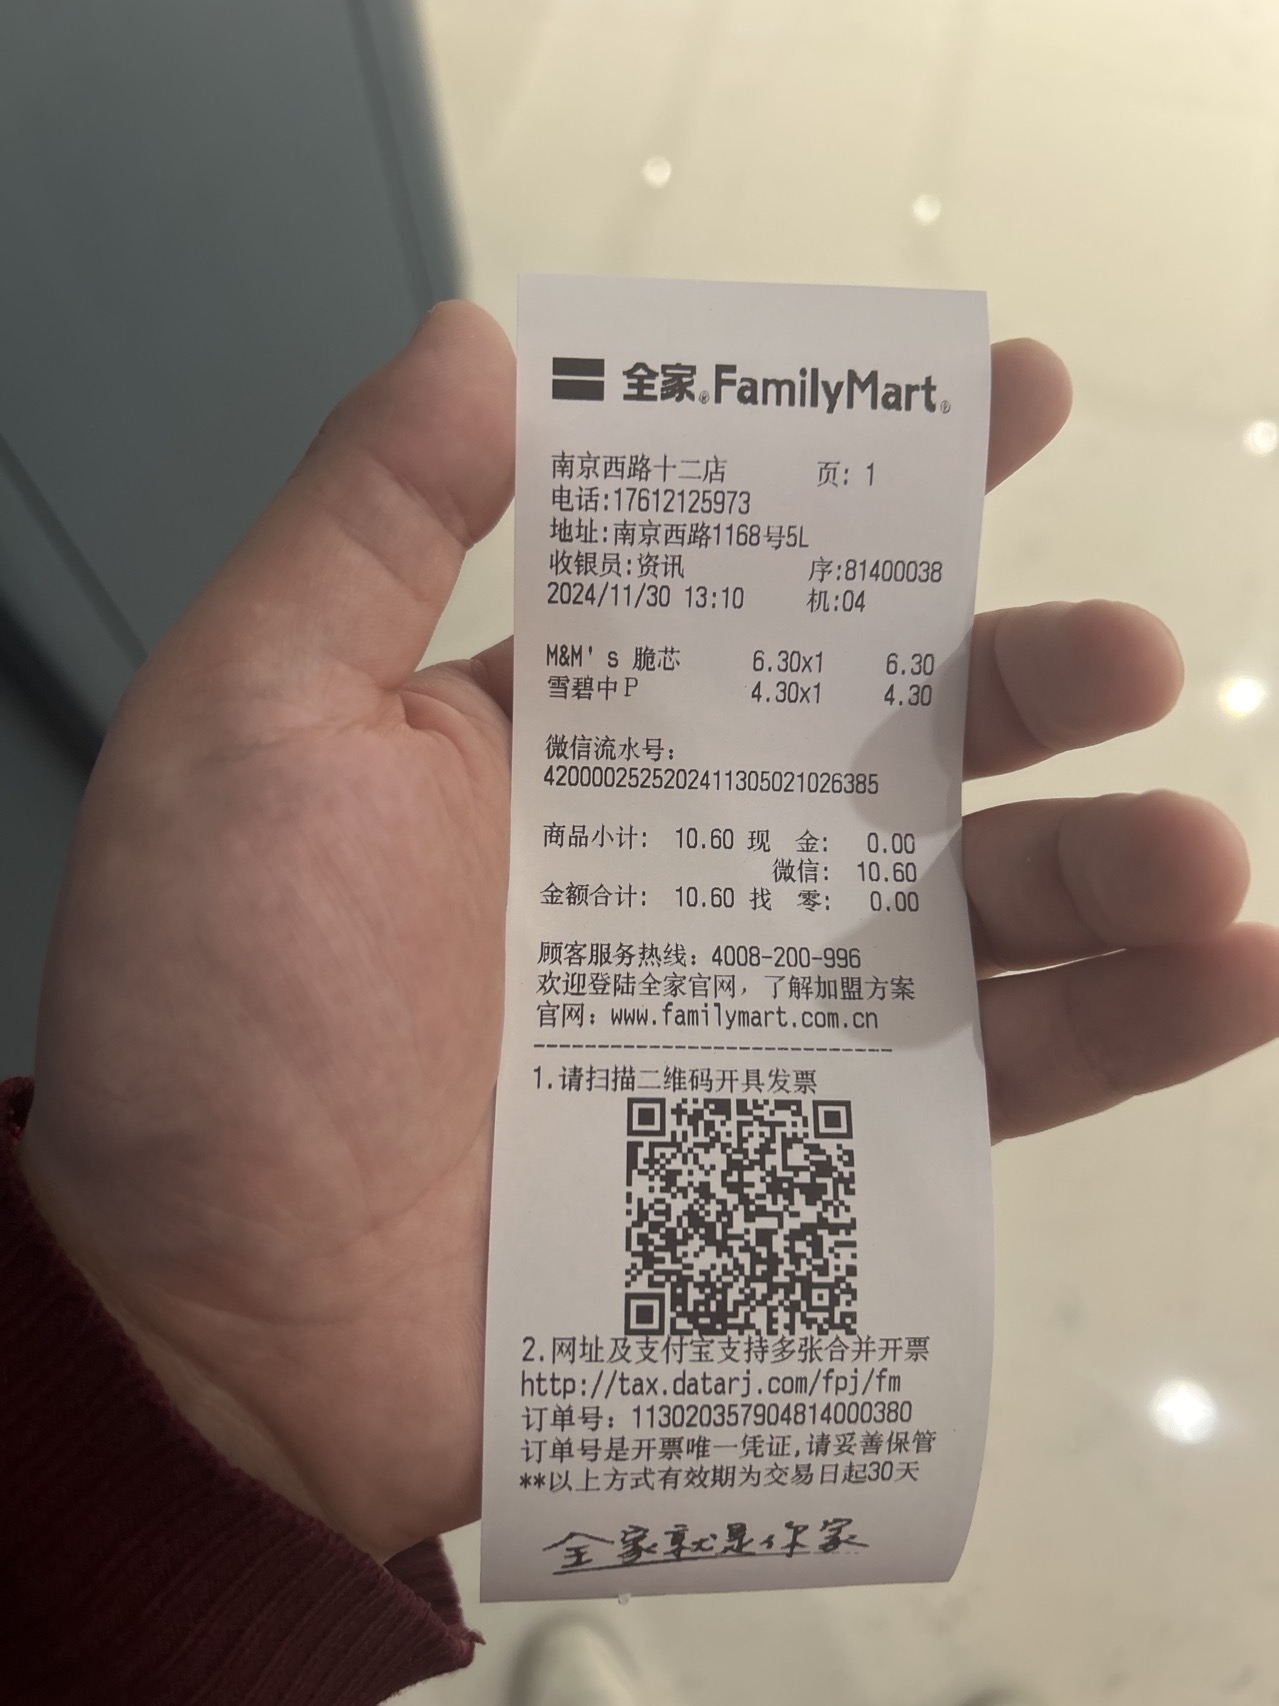 全家® FamilyMart®
南京西路十二店 页: 1
电话:17612125973
地址:南京西路1168号5L
收银员:资讯 序:81400038
2024/11/30 13:10 机:04
M&M's 脆芯 6.30x1 6.30
雪碧中P 4.30x1 4.30
微信流水号:
4200002525202411305021026385
商品小计: 10.60 现 金: 0.00
微信: 10.60
金额合计: 10.60 找 零: 0.00
顾客服务热线: 4008-200-996
欢迎登陆全家官网, 了解加盟方案
官网: www.familymart.com.cn
----------------------------
1.请扫描二维码开具发票
2.网址及支付宝支持多张合并开票
http://tax.datarj.com/fpj/fm
订单号: 113020357904814000380
订单号是开票唯一凭证,请妥善保管
**以上方式有效期为交易日起30天
全家就是你家